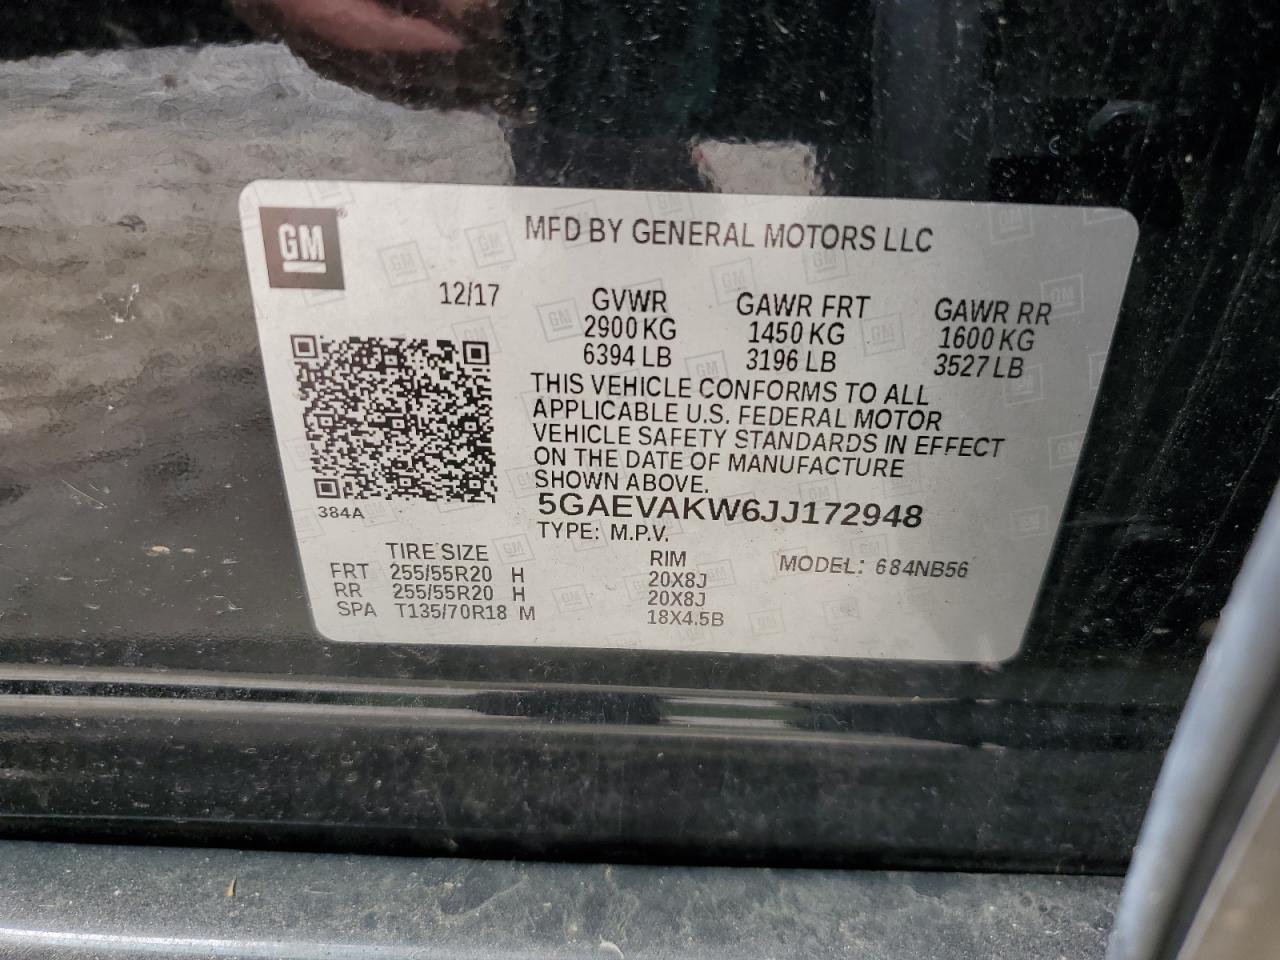 GM
MFD BY GENERAL MOTORS LLC
12/17
GVWR GAWR FRT GAWR RR
2900 KG 1450 KG 1600 KG
6394 LB 3196 LB 3527 LB
THIS VEHICLE CONFORMS TO ALL
APPLICABLE U.S. FEDERAL MOTOR
VEHICLE SAFETY STANDARDS IN EFFECT
ON THE DATE OF MANUFACTURE
SHOWN ABOVE.
384A
5GAEVAKW6JJ172948
TYPE: M.P.V.
TIRE SIZE RIM MODEL: 684NB56
FRT 255/55R20 H 20X8J
RR 255/55R20 H 20X8J
SPA T135/70R18 M 18X4.5B